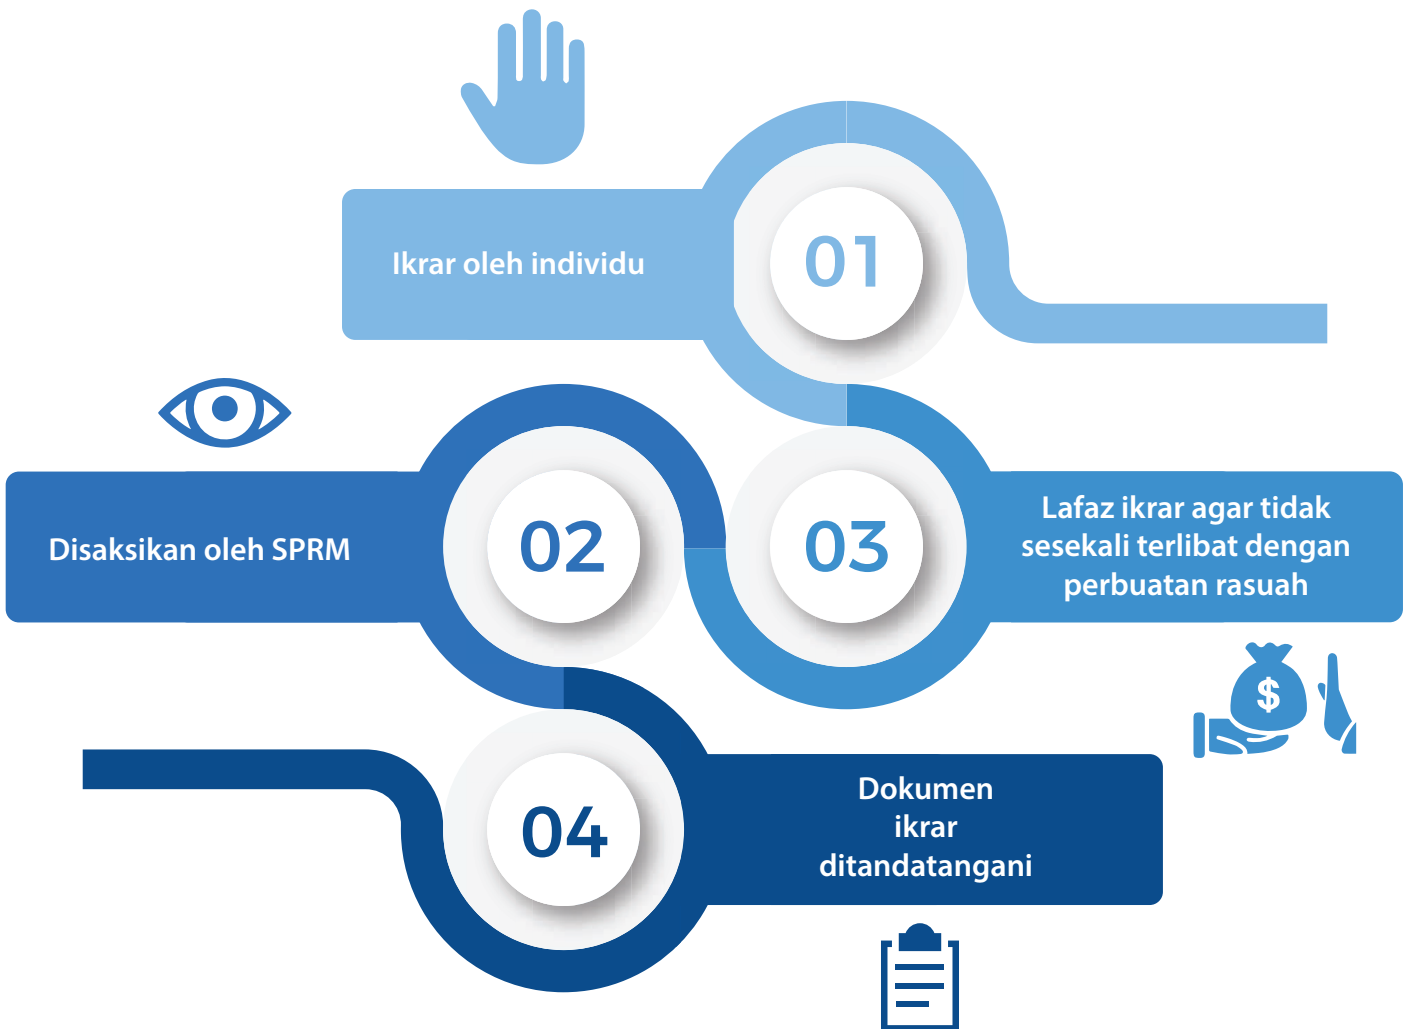 Ikrar oleh individu
01
Disaksikan oleh SPRM
02
03
Lafaz ikrar agar tidak
sesekali terlibat dengan
perbuatan rasuah
$
04
Dokumen
ikrar
ditandatangani